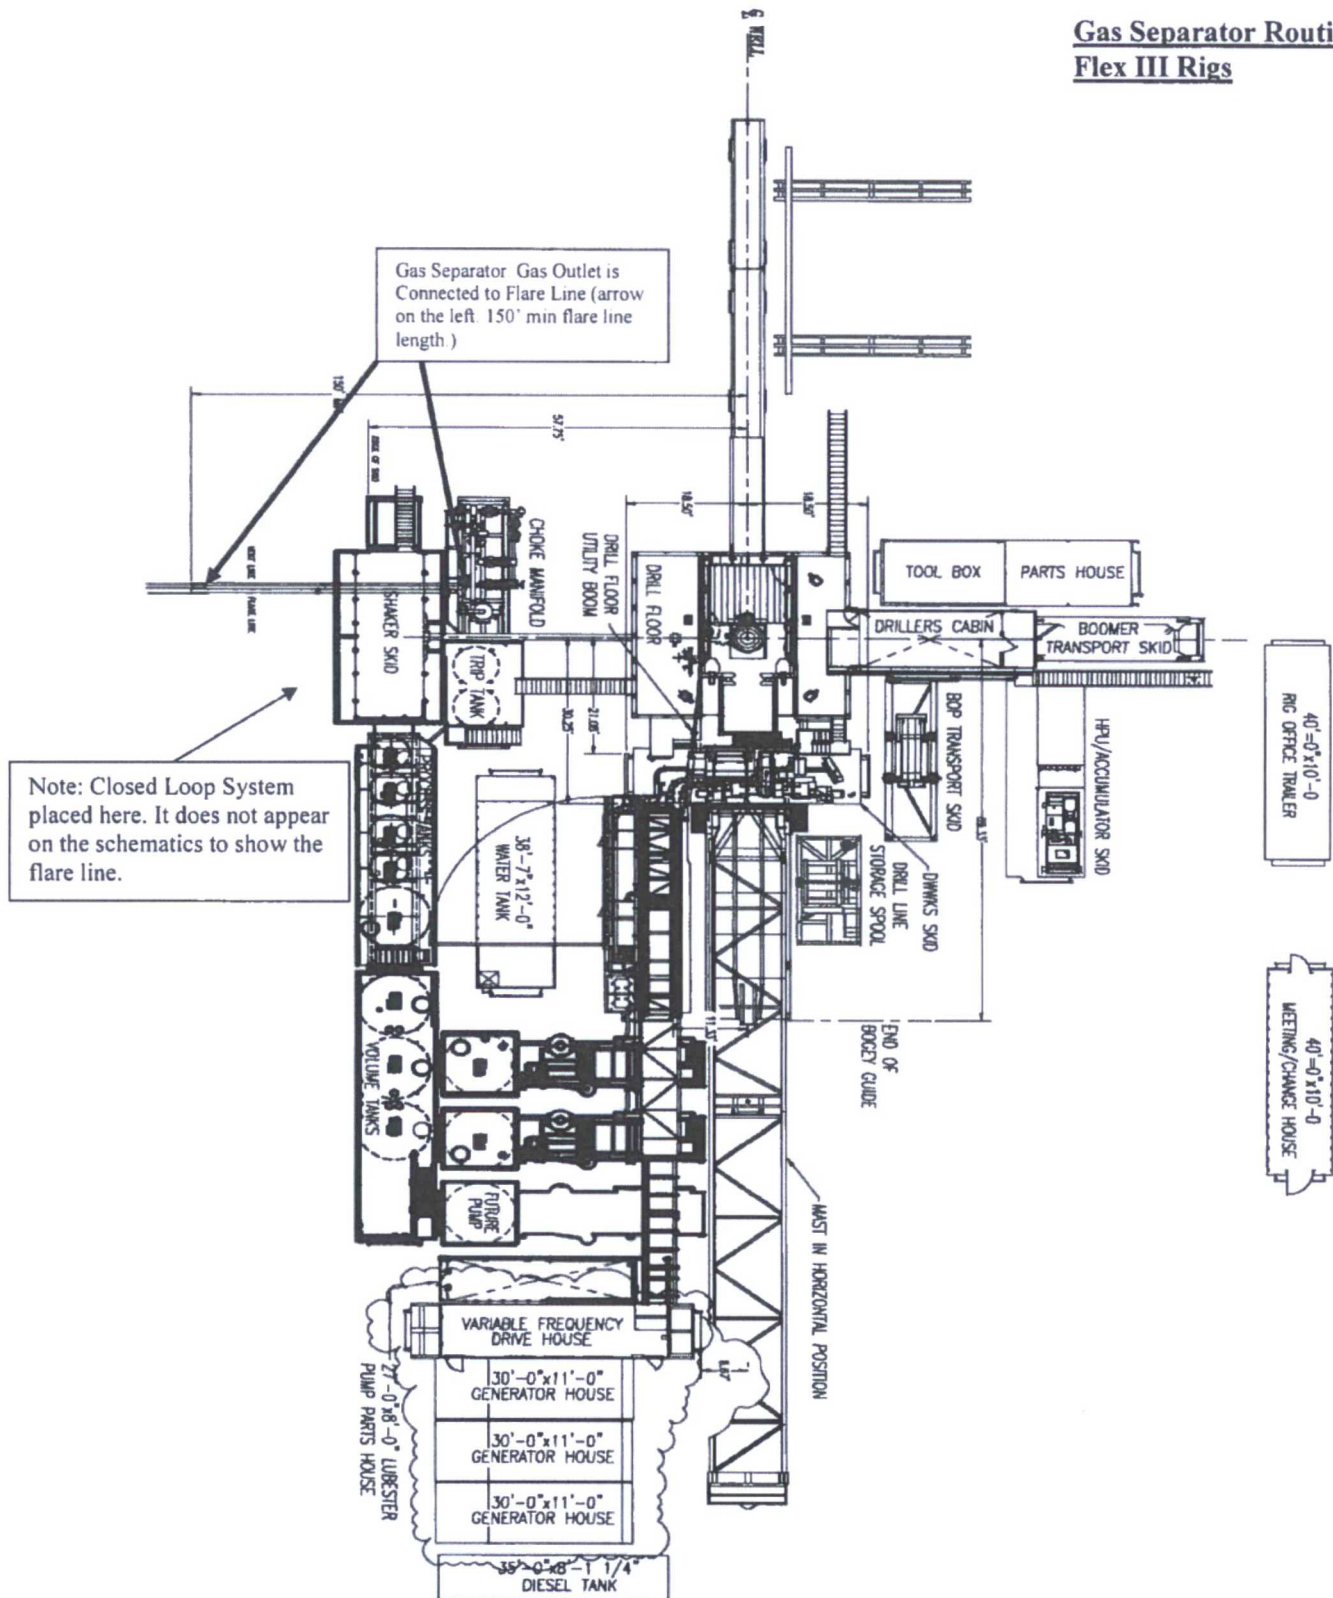 Gas Separator Routi
Flex III Rigs
℄ WELL
Gas Separator Gas Outlet is
Connected to Flare Line (arrow
on the left. 150' min flare line
length.)
57.75'
18.50'
18.50'
CHOKE MANIFOLD
DRILL FLOOR
UTILITY BOOM
DRILL FLOOR
TOOL BOX
PARTS HOUSE
SHAKER SKID
TRIP TANK
DRILLERS CABIN
BOOMER
TRANSPORT SKID
30.25'
BOP TRANSPORT SKID
HPU/ACCUMULATOR SKID
40'=0"x10'-0
RIG OFFICE TRAILER
Note: Closed Loop System
placed here. It does not appear
on the schematics to show the
flare line.
38'-7"x12'-0"
WATER TANK
DRILL LINE
STORAGE SPOOL
DWKS SKID
END OF
BOGEY GUIDE
40'=0"x10'-0
MEETING/CHANGE HOUSE
VOLUME TANKS
FUTURE
PUMP
MAST IN HORIZONTAL POSITION
VARIABLE FREQUENCY
DRIVE HOUSE
27'-0"x8'-0" LUBESTER
PUMP PARTS HOUSE
30'-0"x11'-0"
GENERATOR HOUSE
30'-0"x11'-0"
GENERATOR HOUSE
30'-0"x11'-0"
GENERATOR HOUSE
35'-0"x8'-1 1/4"
DIESEL TANK